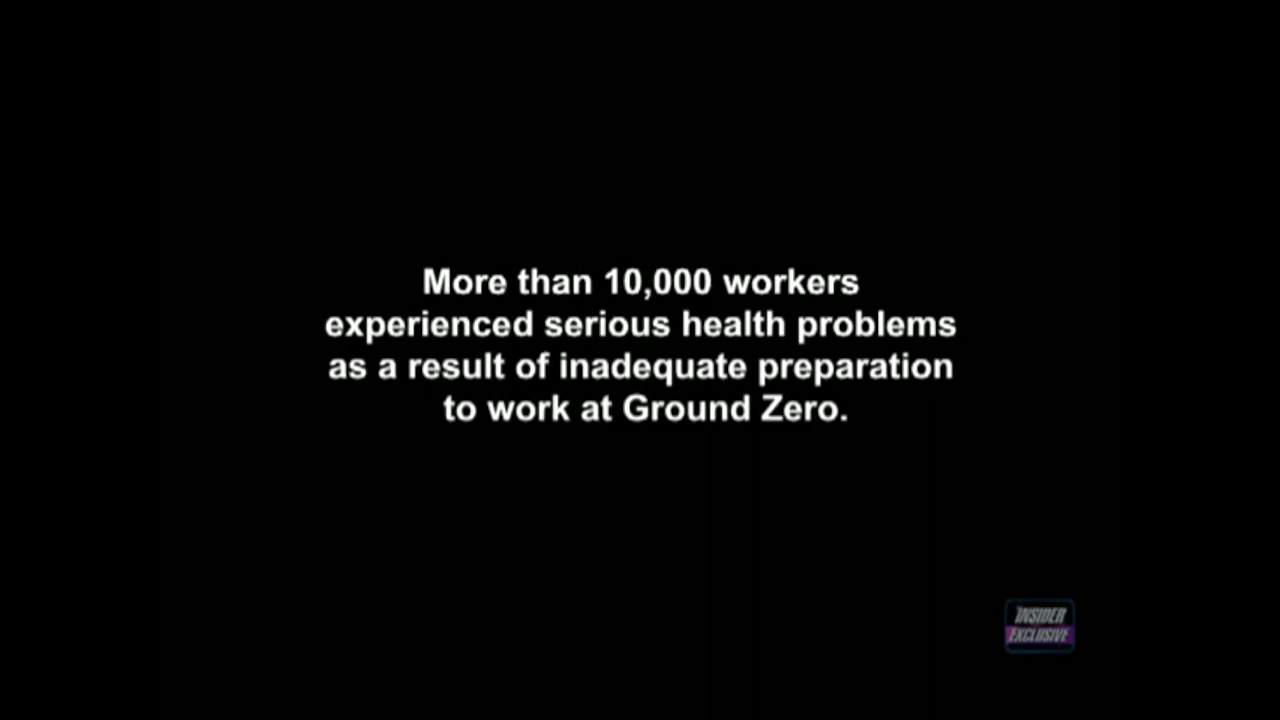 More than 10,000 workers
experienced serious health problems
as a result of inadequate preparation
to work at Ground Zero.
INSIDER
EXCLUSIVE